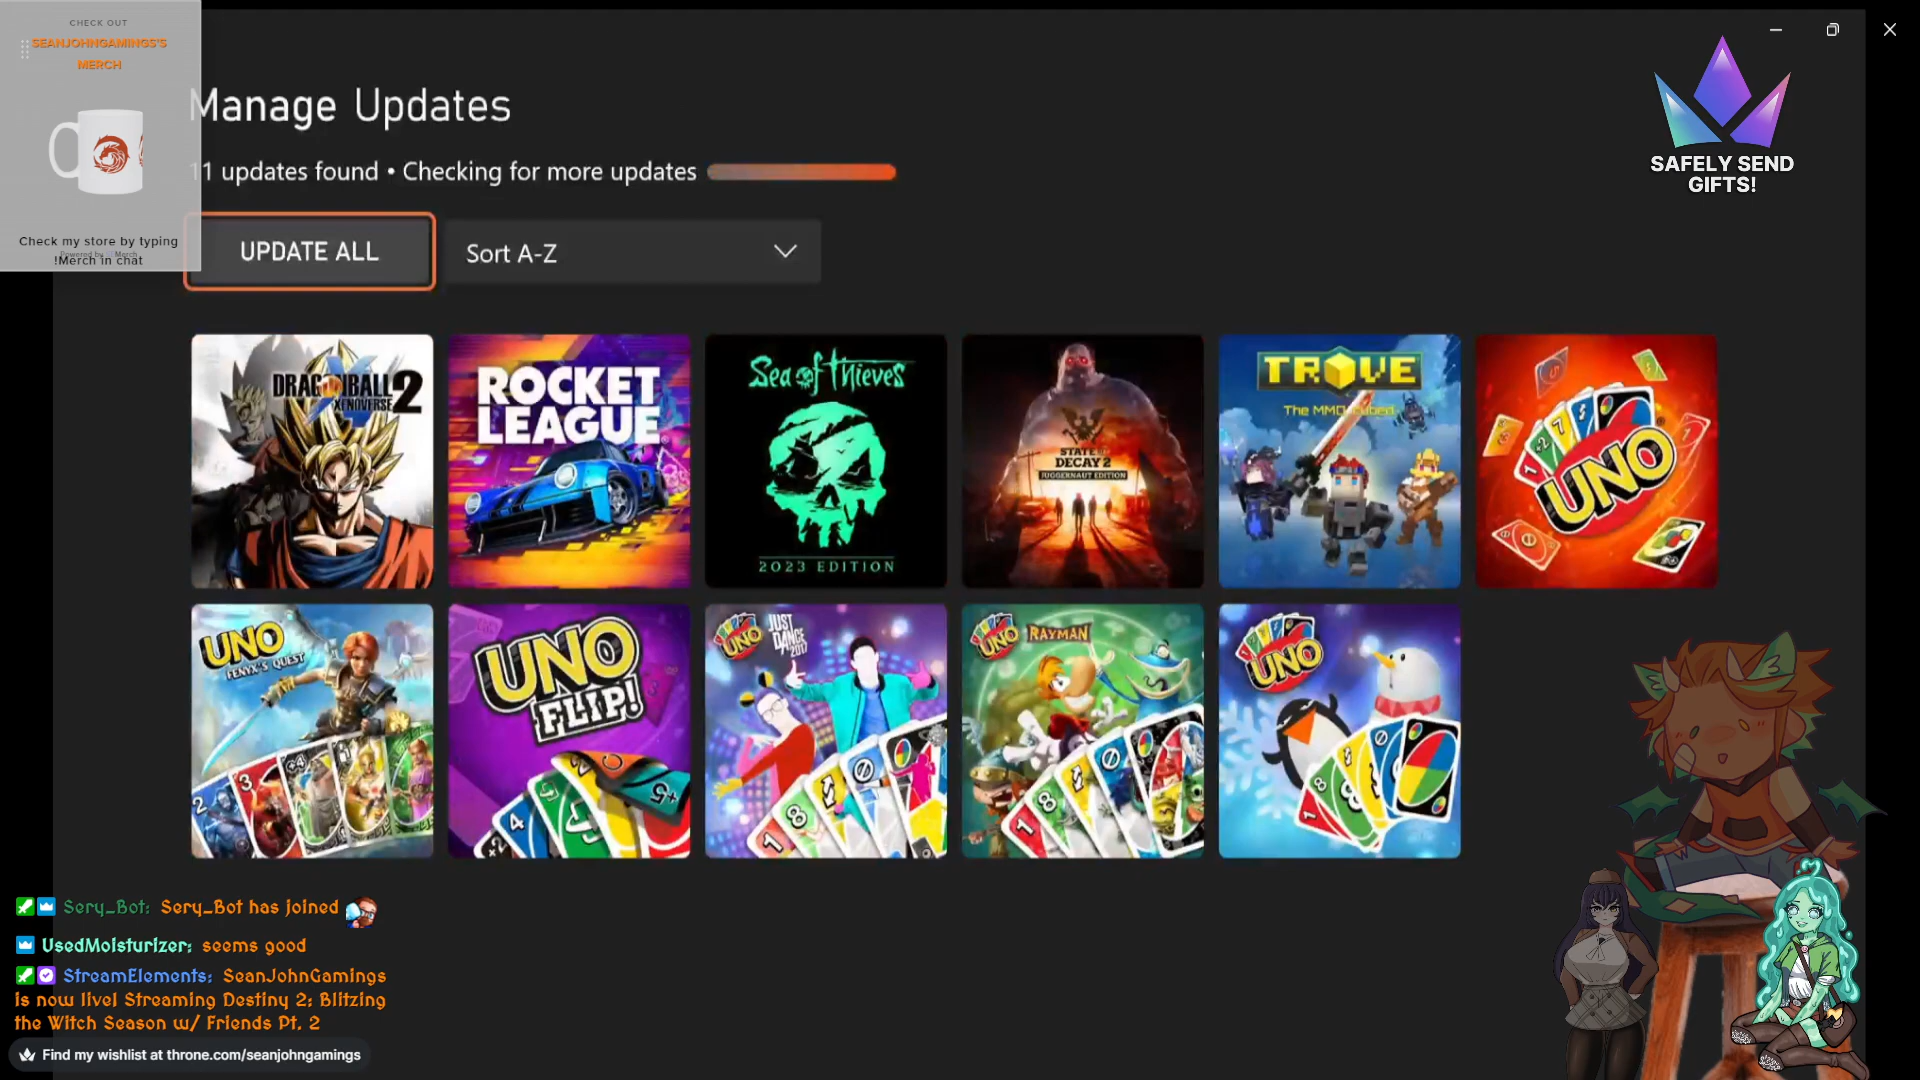 CHECK OUT
SEANJOHNGAMINGS'S
MERCH
Check my store by typing
Powered by
!Merch in chat
Manage Updates
11 updates found • Checking for more updates
UPDATE ALL
Sort A-Z
SAFELY SEND
GIFTS!
DRAGONBALL
XENOVERSE 2
ROCKET
LEAGUE
Sea of Thieves
2023 EDITION
STATE OF
DECAY 2
JUGGERNAUT EDITION
TROVE
The MMO, cubed
UNO
UNO
FENYX'S QUEST
UNO
FLIP!
UNO
JUST
DANCE
2017
UNO
RAYMAN
UNO
Sery_Bot: Sery_Bot has joined
UsedMoisturizer: seems good
StreamElements: SeanJohnGamings
is now live! Streaming Destiny 2: Blitzing
the Witch Season w/ Friends Pt. 2
Find my wishlist at throne.com/seanjohngamings